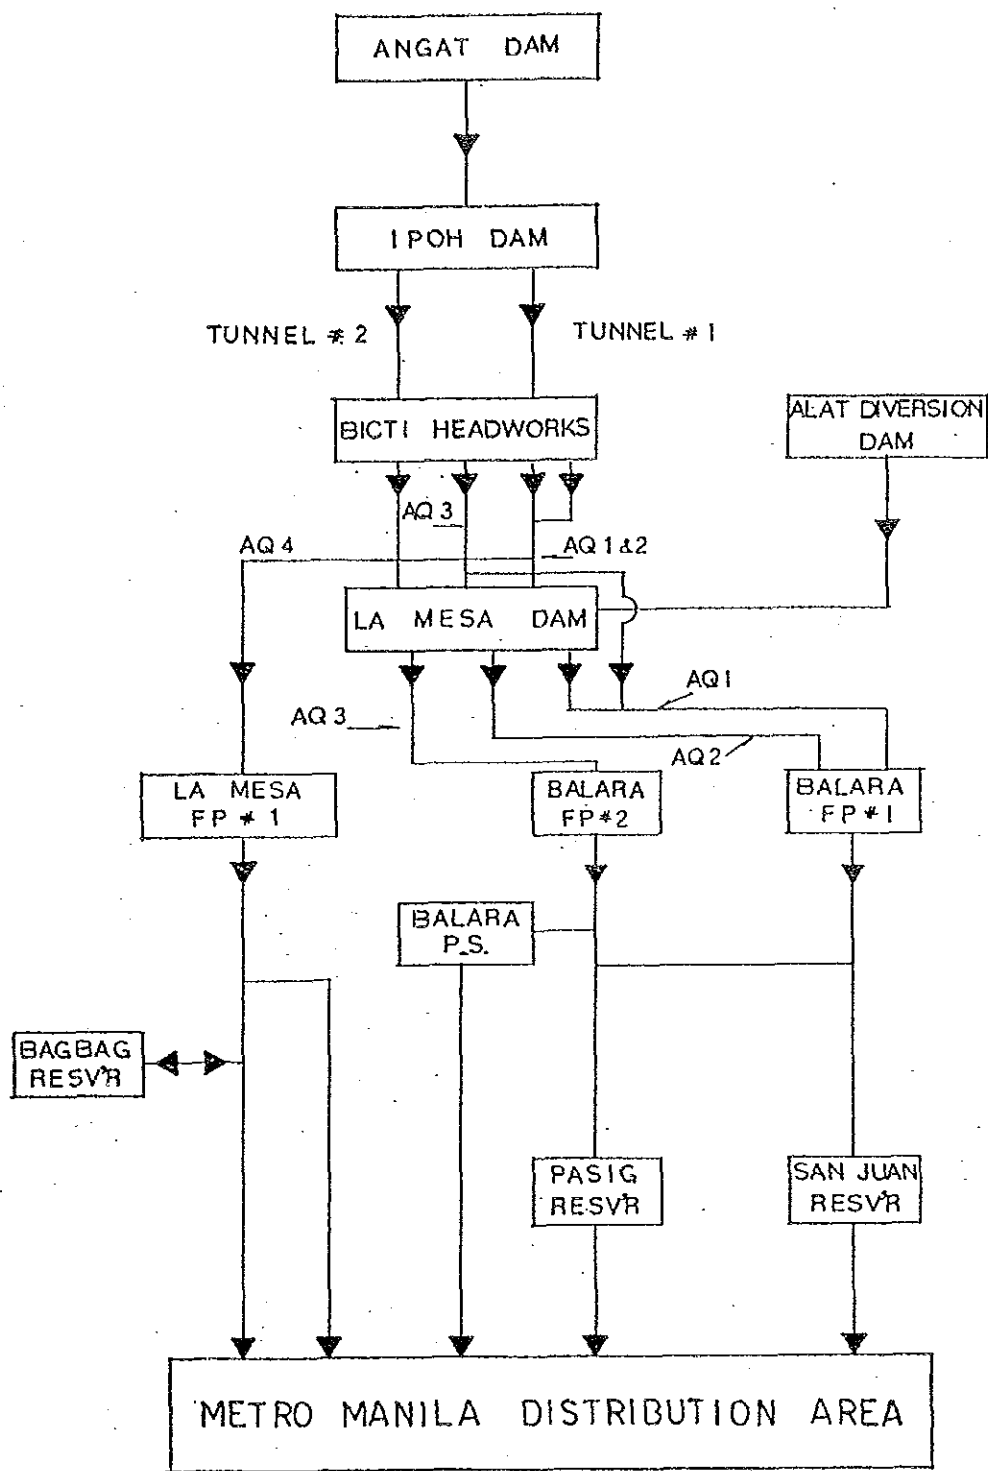 ANGAT DAM
IPOH DAM
TUNNEL # 2
TUNNEL # 1
BICTI HEADWORKS
ALAT DIVERSION
DAM
AQ 3
AQ 4
AQ 1 & 2
LA MESA DAM
AQ 1
AQ 3
AQ 2
LA MESA
FP # 1
BALARA
FP # 2
BALARA
FP # 1
BALARA
P.S.
BAGBAG
RESV'R
PASIG
RESV'R
SAN JUAN
RESV'R
METRO MANILA DISTRIBUTION AREA